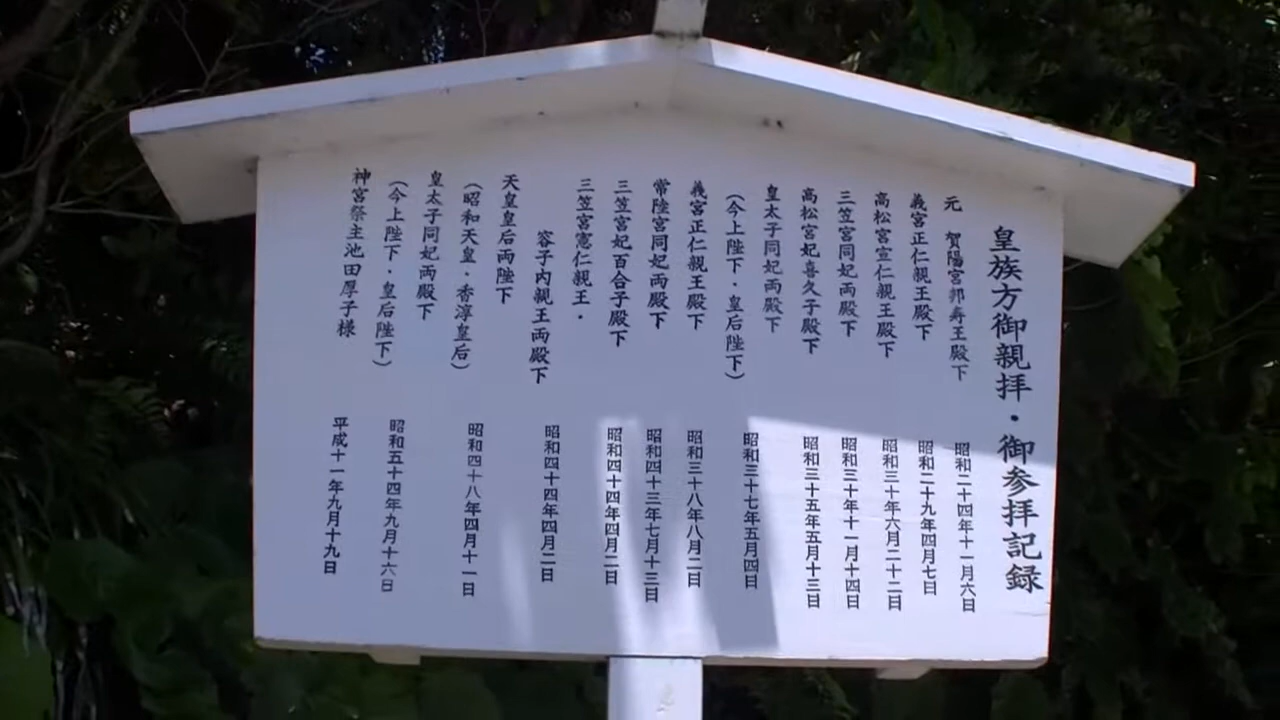 皇族方御親拝・御参拝記録
元 賀陽宮邦寿王殿下 昭和二十四年十一月六日
義宮正仁親王殿下 昭和二十九年四月七日
高松宮宣仁親王殿下 昭和三十年六月二十二日
三笠宮同妃両殿下 昭和三十年十一月十四日
高松宮妃喜久子殿下 昭和三十五年五月十三日
皇太子同妃両殿下
(今上陛下・皇后陛下) 昭和三十七年五月四日
義宮正仁親王殿下 昭和三十八年八月二日
常陸宮同妃両殿下 昭和四十三年七月十三日
三笠宮妃百合子殿下 昭和四十四年四月二日
三笠宮憲仁親王・
容子内親王両殿下 昭和四十四年四月二日
天皇皇后両陛下
(昭和天皇・香淳皇后) 昭和四十八年四月十一日
皇太子同妃両殿下
(今上陛下・皇后陛下) 昭和五十四年九月十六日
神宮祭主池田厚子様 平成十一年九月十九日